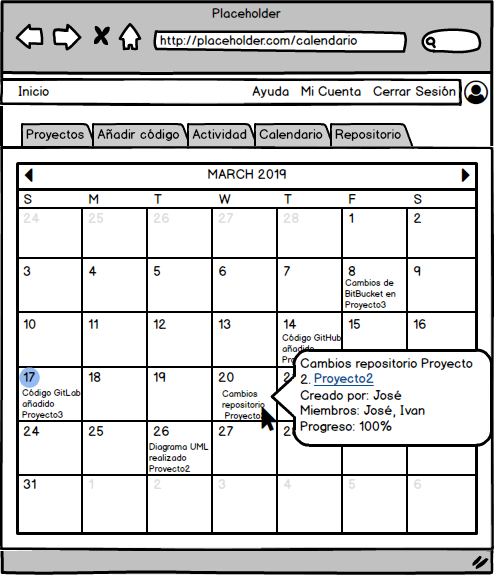 Placeholder
http://placeholder.com/calendario
Inicio
Ayuda Mi Cuenta Cerrar Sesión
Proyectos Añadir código Actividad Calendario Repositorio
MARCH 2019
S M T W T F S
24 25 26 27 28 1 2
3 4 5 6 7 8 9
Cambios de
BitBucket en
Proyecto3
10 11 12 13 14 15 16
Código GitHub
añadido
17 18 19 20
Código GitLab
añadido
Proyecto3
Cambios
repositorio
Cambios repositorio Proyecto
2. Proyecto2
Creado por: José
Miembros: José, Ivan
Progreso: 100%
24 25 26 27 28
Diagrama UML
realizado
Proyecto2
31 1 2 3 4 5 6